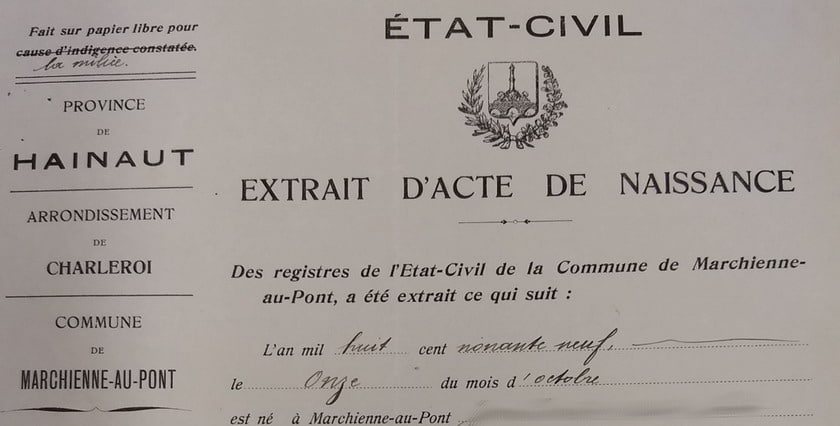 Fait sur papier libre pour
cause d'indigence constatée.
la milice.
PROVINCE
DE
HAINAUT
ARRONDISSEMENT
DE
CHARLEROI
COMMUNE
DE
MARCHIENNE-AU-PONT
ÉTAT-CIVIL
EXTRAIT D'ACTE DE NAISSANCE
Des registres de l'Etat-Civil de la Commune de Marchienne-
au-Pont, a été extrait ce qui suit :
L'an mil huit cent nonante neuf,
le Onze du mois d'octobre
est né à Marchienne-au-Pont